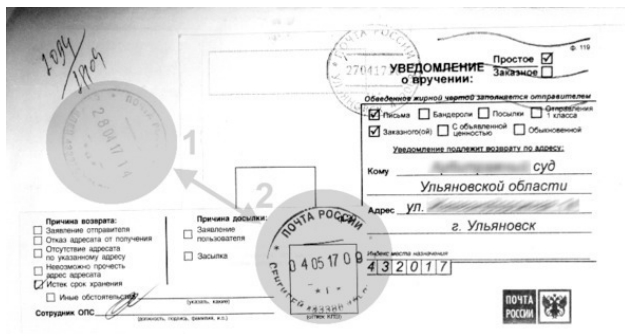 ф. 119
УВЕДОМЛЕНИЕ
о вручении:
Простое ☑
Заказное ☐
Обведенное жирной чертой заполняется отправителем
☑ Письма ☐ Бандероли ☐ Посылки ☐ Отправления 1 класса
☑ Заказного(ой) ☐ С объявленной ценностью ☐ Обыкновенной
Уведомление подлежит возврату по адресу:
Кому суд
Ульяновской области
Адрес ул.
г. Ульяновск
Индекс места назначения
432017
ПОЧТА РОССИИ
270417
28 04 17 14
1
2
ПОЧТА РОССИИ
04 05 17 09
Причина возврата:
☐ Заявление отправителя
☐ Отказ адресата от получения
☐ Отсутствие адресата
по указанному адресу
☐ Невозможно прочесть
адрес адресата
☑ Истек срок хранения
☐ Иные обстоятельства
(указать, какие)
Сотрудник ОПС
(должность, подпись, фамилия, и.о.)
Причина досылки:
☐ Заявление
пользователя
☐ Засылка
ПОЧТА
РОССИИ